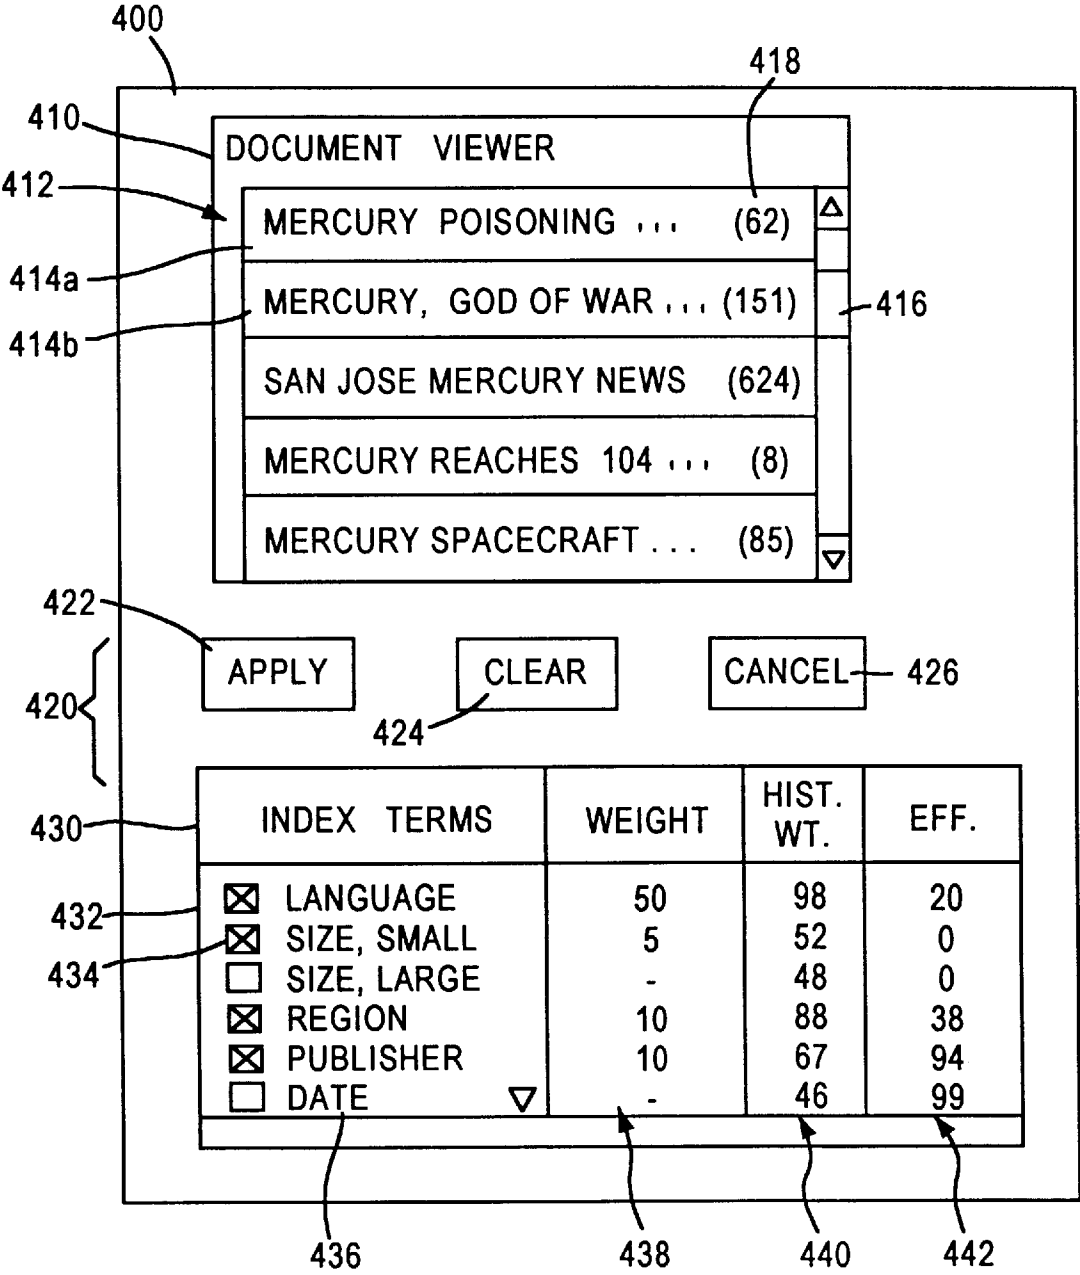 400
418
410
DOCUMENT VIEWER
412
MERCURY POISONING ... (62)
414a
MERCURY, GOD OF WAR ... (151)
416
414b
SAN JOSE MERCURY NEWS (624)
MERCURY REACHES 104 ... (8)
MERCURY SPACECRAFT ... (85)
422
420
APPLY CLEAR CANCEL 426
424
430 INDEX TERMS WEIGHT HIST. WT. EFF.
432 LANGUAGE 50 98 20
SIZE, SMALL 5 52 0
434 SIZE, LARGE - 48 0
REGION 10 88 38
PUBLISHER 10 67 94
DATE - 46 99
436 438 440 442